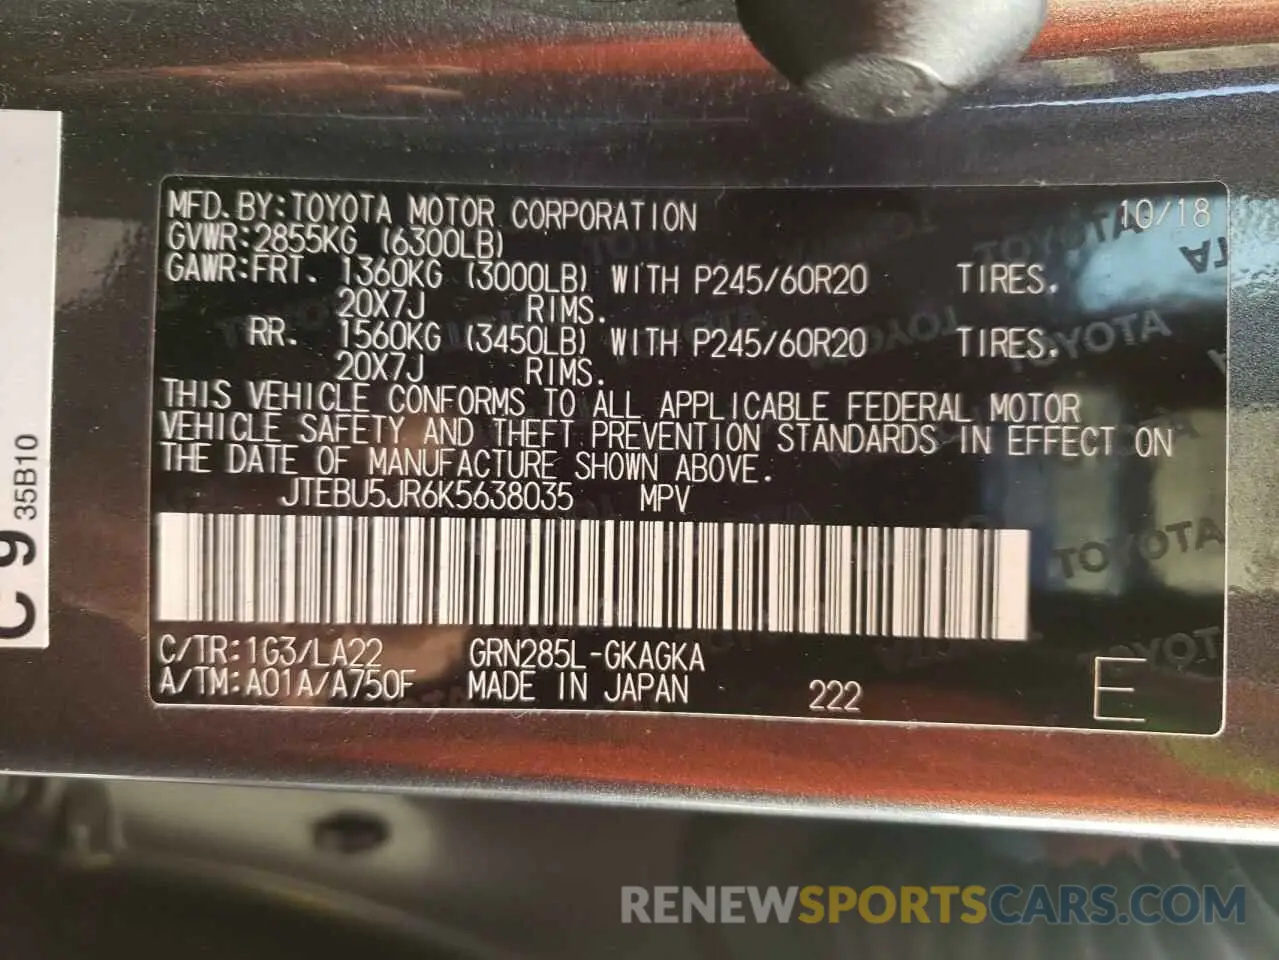 MFD. BY: TOYOTA MOTOR CORPORATION 10/18
GVWR: 2855KG (6300LB)
GAWR: FRT. 1360KG (3000LB) WITH P245/60R20 TIRES.
20X7J RIMS.
RR. 1560KG (3450LB) WITH P245/60R20 TIRES.
20X7J RIMS.
THIS VEHICLE CONFORMS TO ALL APPLICABLE FEDERAL MOTOR
VEHICLE SAFETY AND THEFT PREVENTION STANDARDS IN EFFECT ON
THE DATE OF MANUFACTURE SHOWN ABOVE.
JTEBU5JR6K5638035 MPV
C/TR: 1G3/LA22 GRN285L-GKAGKA
A/TM: A01A/A750F MADE IN JAPAN 222 E
C 9
35B10
RENEWSPORTSCARS.COM